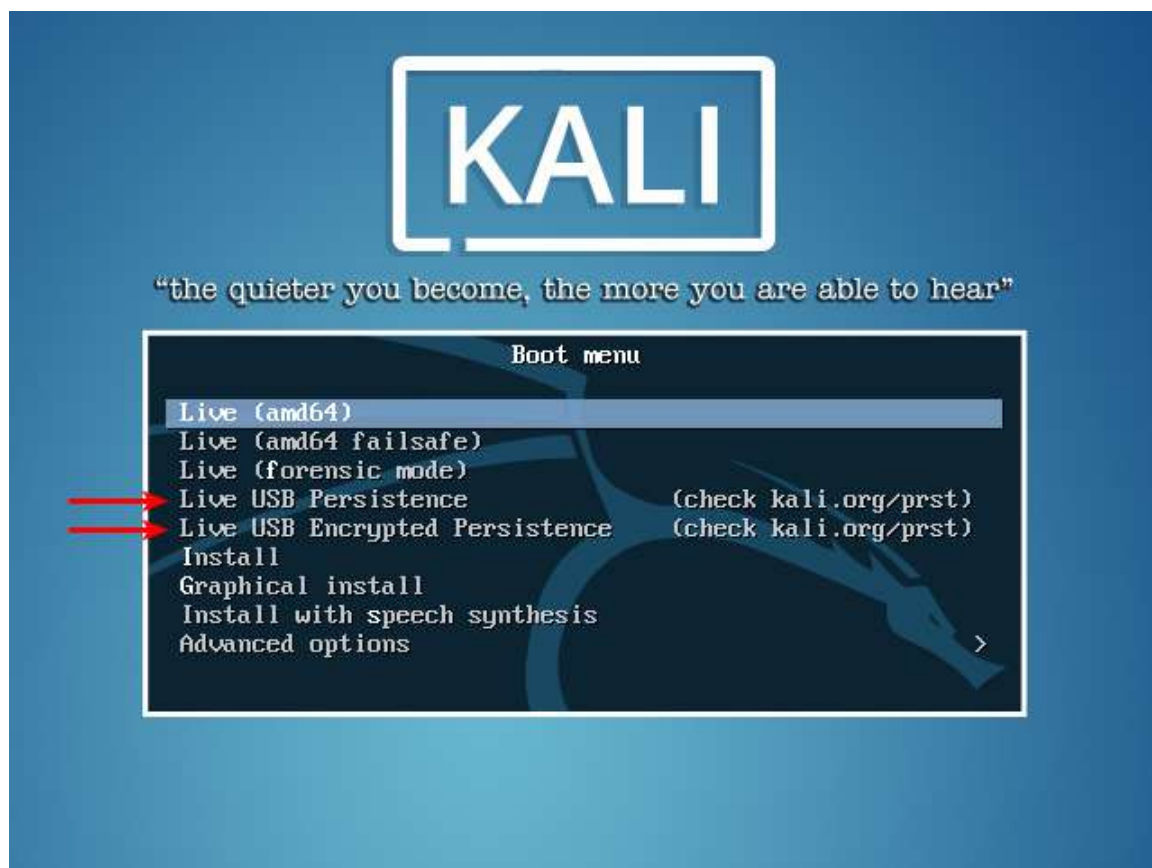 KALI
“the quieter you become, the more you are able to hear”
Boot menu
Live (amd64)
Live (amd64 failsafe)
Live (forensic mode)
Live USB Persistence (check kali.org/prst)
Live USB Encrypted Persistence (check kali.org/prst)
Install
Graphical install
Install with speech synthesis
Advanced options >